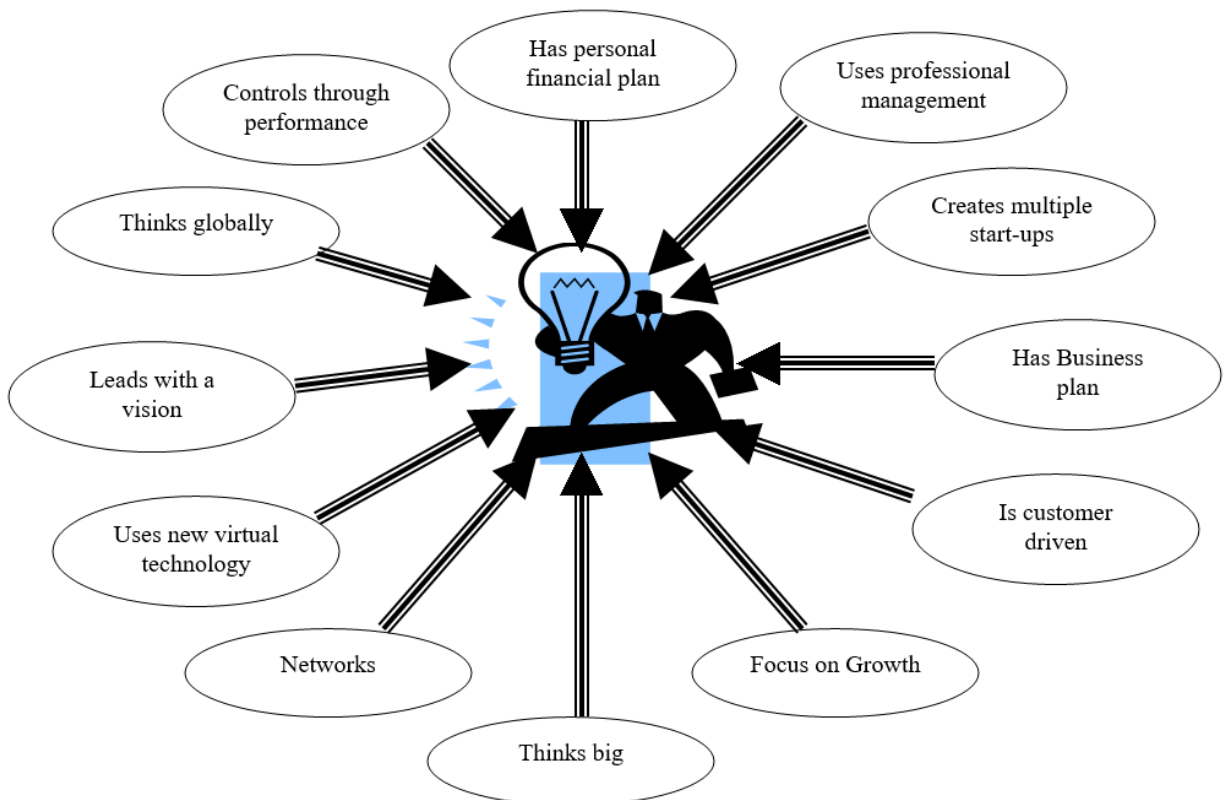 Has personal
financial plan
Uses professional
management
Creates multiple
start-ups
Has Business
plan
Is customer
driven
Focus on Growth
Thinks big
Networks
Uses new virtual
technology
Leads with a
vision
Thinks globally
Controls through
performance